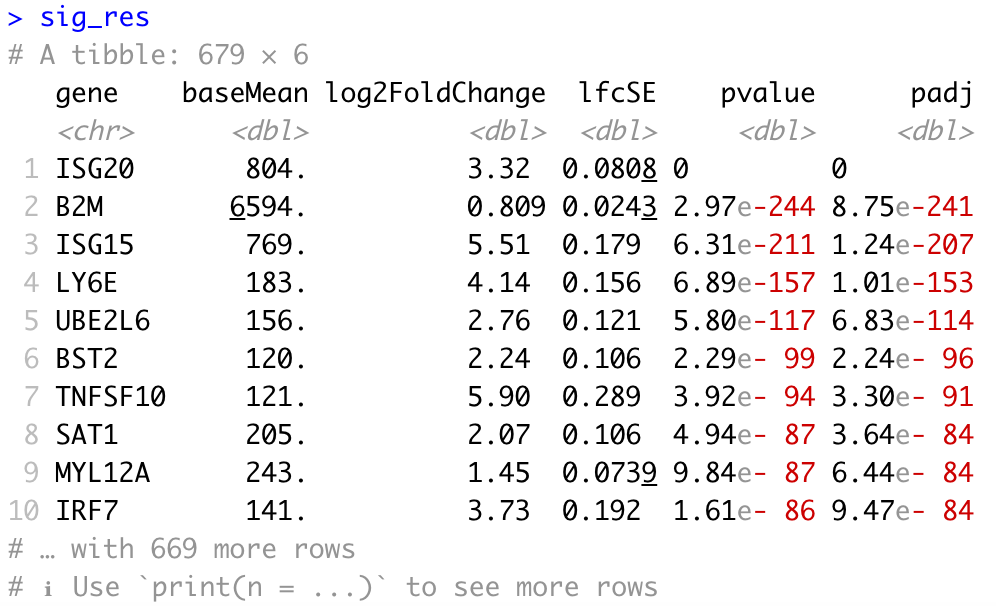 > sig_res
# A tibble: 679 × 6
   gene    baseMean log2FoldChange  lfcSE    pvalue      padj
   <chr>      <dbl>          <dbl>  <dbl>     <dbl>     <dbl>
 1 ISG20       804.          3.32  0.0808 0         0
 2 B2M        6594.          0.809 0.0243 2.97e-244 8.75e-241
 3 ISG15       769.          5.51  0.179  6.31e-211 1.24e-207
 4 LY6E        183.          4.14  0.156  6.89e-157 1.01e-153
 5 UBE2L6      156.          2.76  0.121  5.80e-117 6.83e-114
 6 BST2        120.          2.24  0.106  2.29e- 99 2.24e- 96
 7 TNFSF10     121.          5.90  0.289  3.92e- 94 3.30e- 91
 8 SAT1        205.          2.07  0.106  4.94e- 87 3.64e- 84
 9 MYL12A      243.          1.45  0.0739 9.84e- 87 6.44e- 84
10 IRF7        141.          3.73  0.192  1.61e- 86 9.47e- 84
# … with 669 more rows
# ℹ Use `print(n = ...)` to see more rows